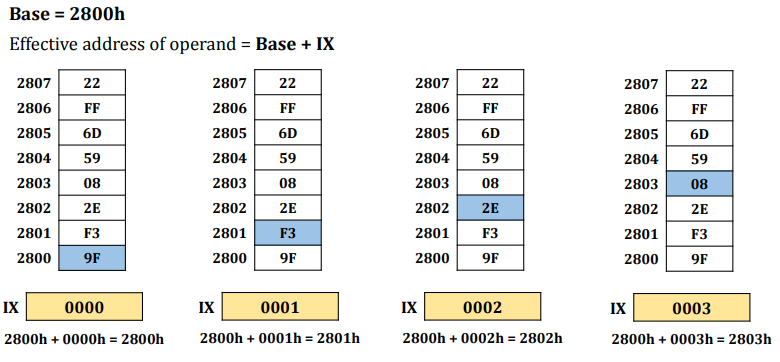 Base = 2800h
Effective address of operand = Base + IX
2807 22
2806 FF
2805 6D
2804 59
2803 08
2802 2E
2801 F3
2800 9F
IX 0000
2800h + 0000h = 2800h
2807 22
2806 FF
2805 6D
2804 59
2803 08
2802 2E
2801 F3
2800 9F
IX 0001
2800h + 0001h = 2801h
2807 22
2806 FF
2805 6D
2804 59
2803 08
2802 2E
2801 F3
2800 9F
IX 0002
2800h + 0002h = 2802h
2807 22
2806 FF
2805 6D
2804 59
2803 08
2802 2E
2801 F3
2800 9F
IX 0003
2800h + 0003h = 2803h